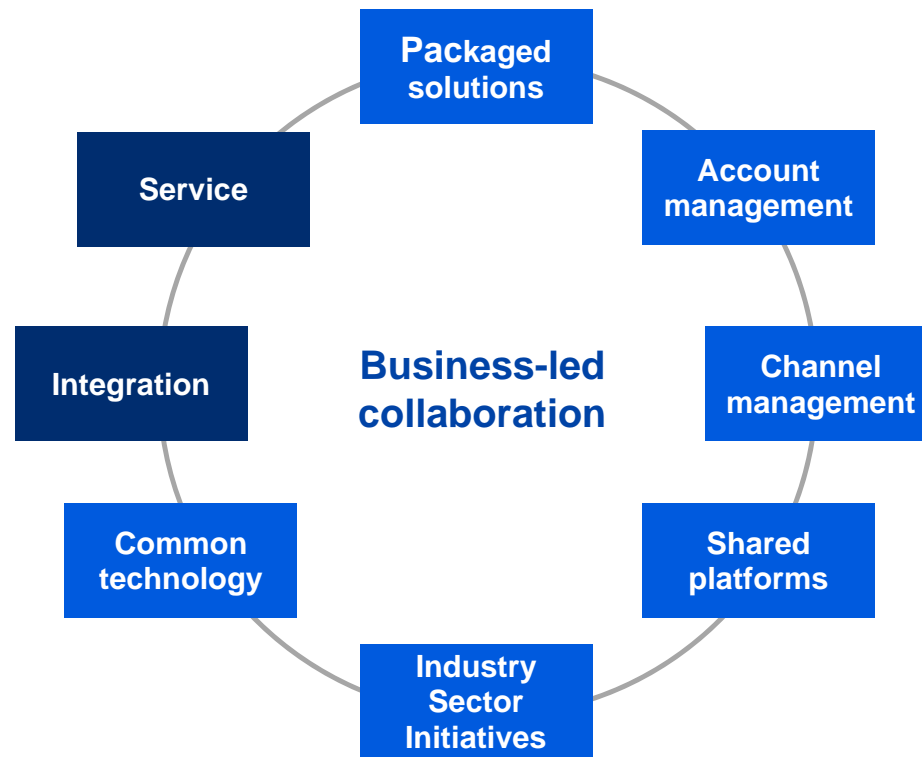 Packaged
solutions
Account
management
Channel
management
Shared
platforms
Industry
Sector
Initiatives
Common
technology
Integration
Service
Business-led
collaboration